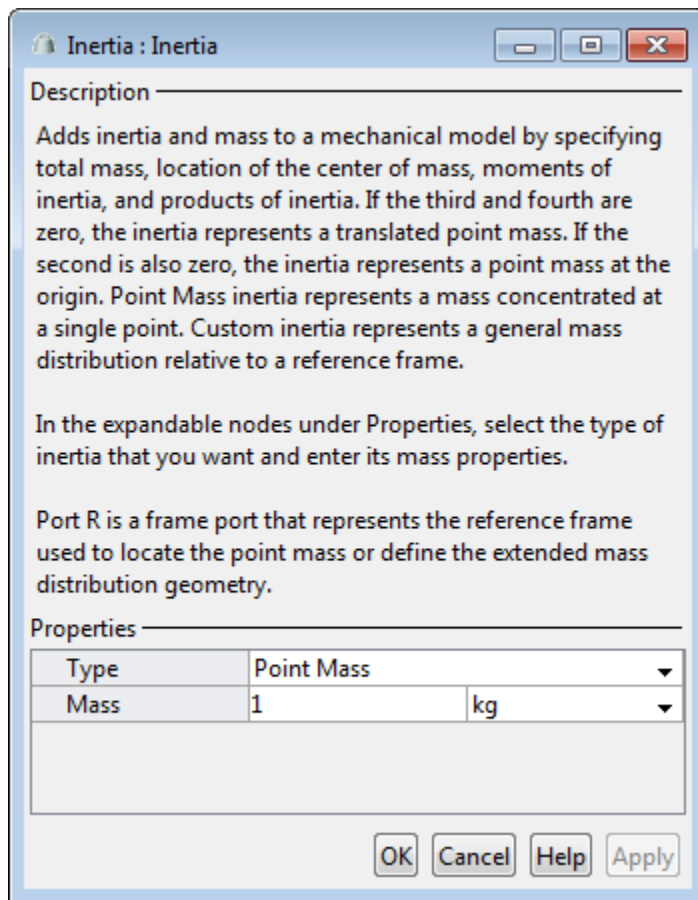 Inertia : Inertia
Description
Adds inertia and mass to a mechanical model by specifying
total mass, location of the center of mass, moments of
inertia, and products of inertia. If the third and fourth are
zero, the inertia represents a translated point mass. If the
second is also zero, the inertia represents a point mass at the
origin. Point Mass inertia represents a mass concentrated at
a single point. Custom inertia represents a general mass
distribution relative to a reference frame.
In the expandable nodes under Properties, select the type of
inertia that you want and enter its mass properties.
Port R is a frame port that represents the reference frame
used to locate the point mass or define the extended mass
distribution geometry.
Properties
Type Point Mass
Mass 1 kg
OK Cancel Help Apply